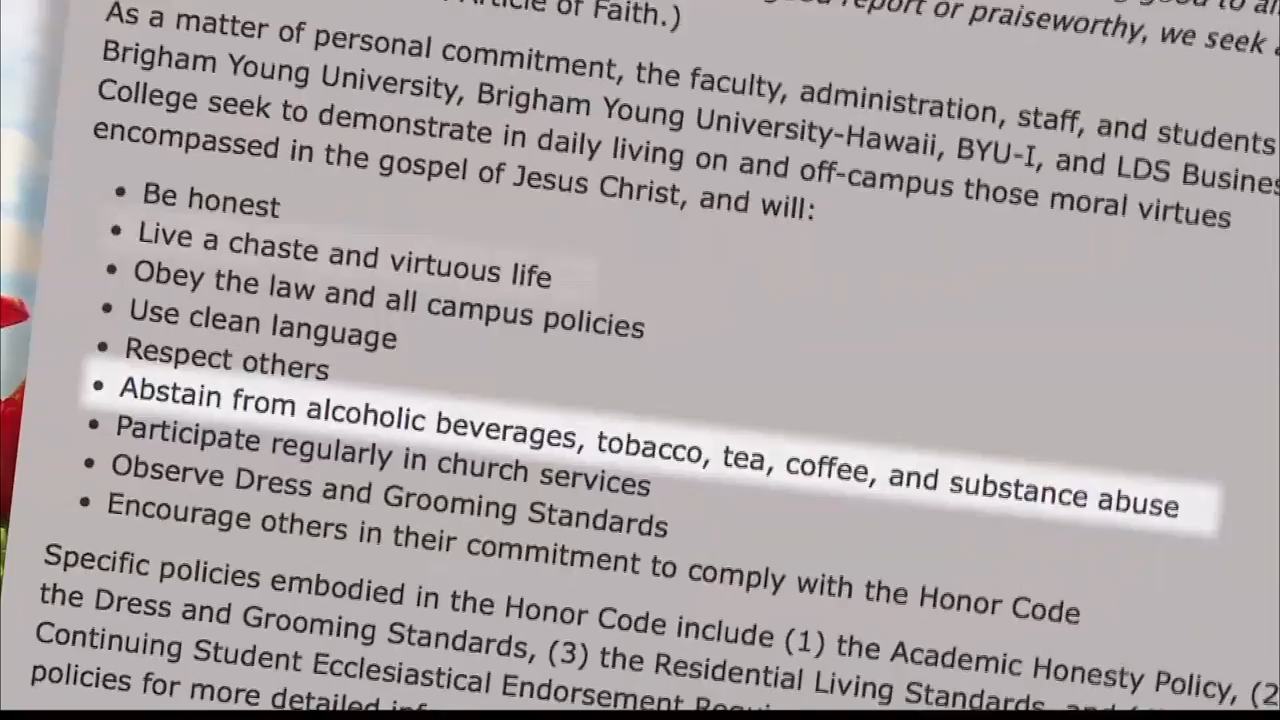 of Faith.)
report or praiseworthy, we seek
As a matter of personal commitment, the faculty, administration, staff, and students
Brigham Young University, Brigham Young University-Hawaii, BYU-I, and LDS
College seek to demonstrate in daily living on and off-campus those moral virtues
encompassed in the gospel of Jesus Christ, and will:
• Be honest
• Live a chaste and virtuous life
• Obey the law and all campus policies
• Use clean language
• Respect others
• Abstain from alcoholic beverages, tobacco, tea, coffee, and substance abuse
• Participate regularly in church services
• Observe Dress and Grooming Standards
• Encourage others in their commitment to comply with the Honor Code
Specific policies embodied in the Honor Code include (1) the Academic Honesty Policy, (2
the Dress and Grooming Standards, (3) the Residential Living Standards,
Continuing Student Ecclesiastical Endorsement
policies for more detailed